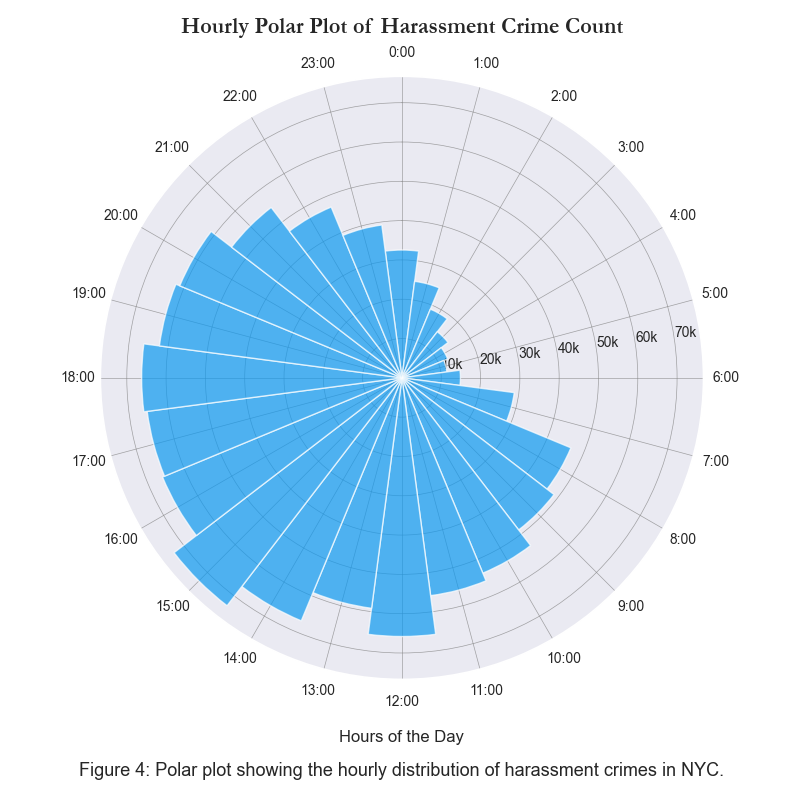 Hourly Polar Plot of Harassment Crime Count
0:00
23:00
1:00
22:00
2:00
21:00
3:00
20:00
4:00
19:00
5:00
0k
20k
30k
40k
50k
60k
70k
18:00
6:00
17:00
7:00
16:00
8:00
15:00
9:00
14:00
10:00
13:00
11:00
12:00
Hours of the Day
Figure 4: Polar plot showing the hourly distribution of harassment crimes in NYC.